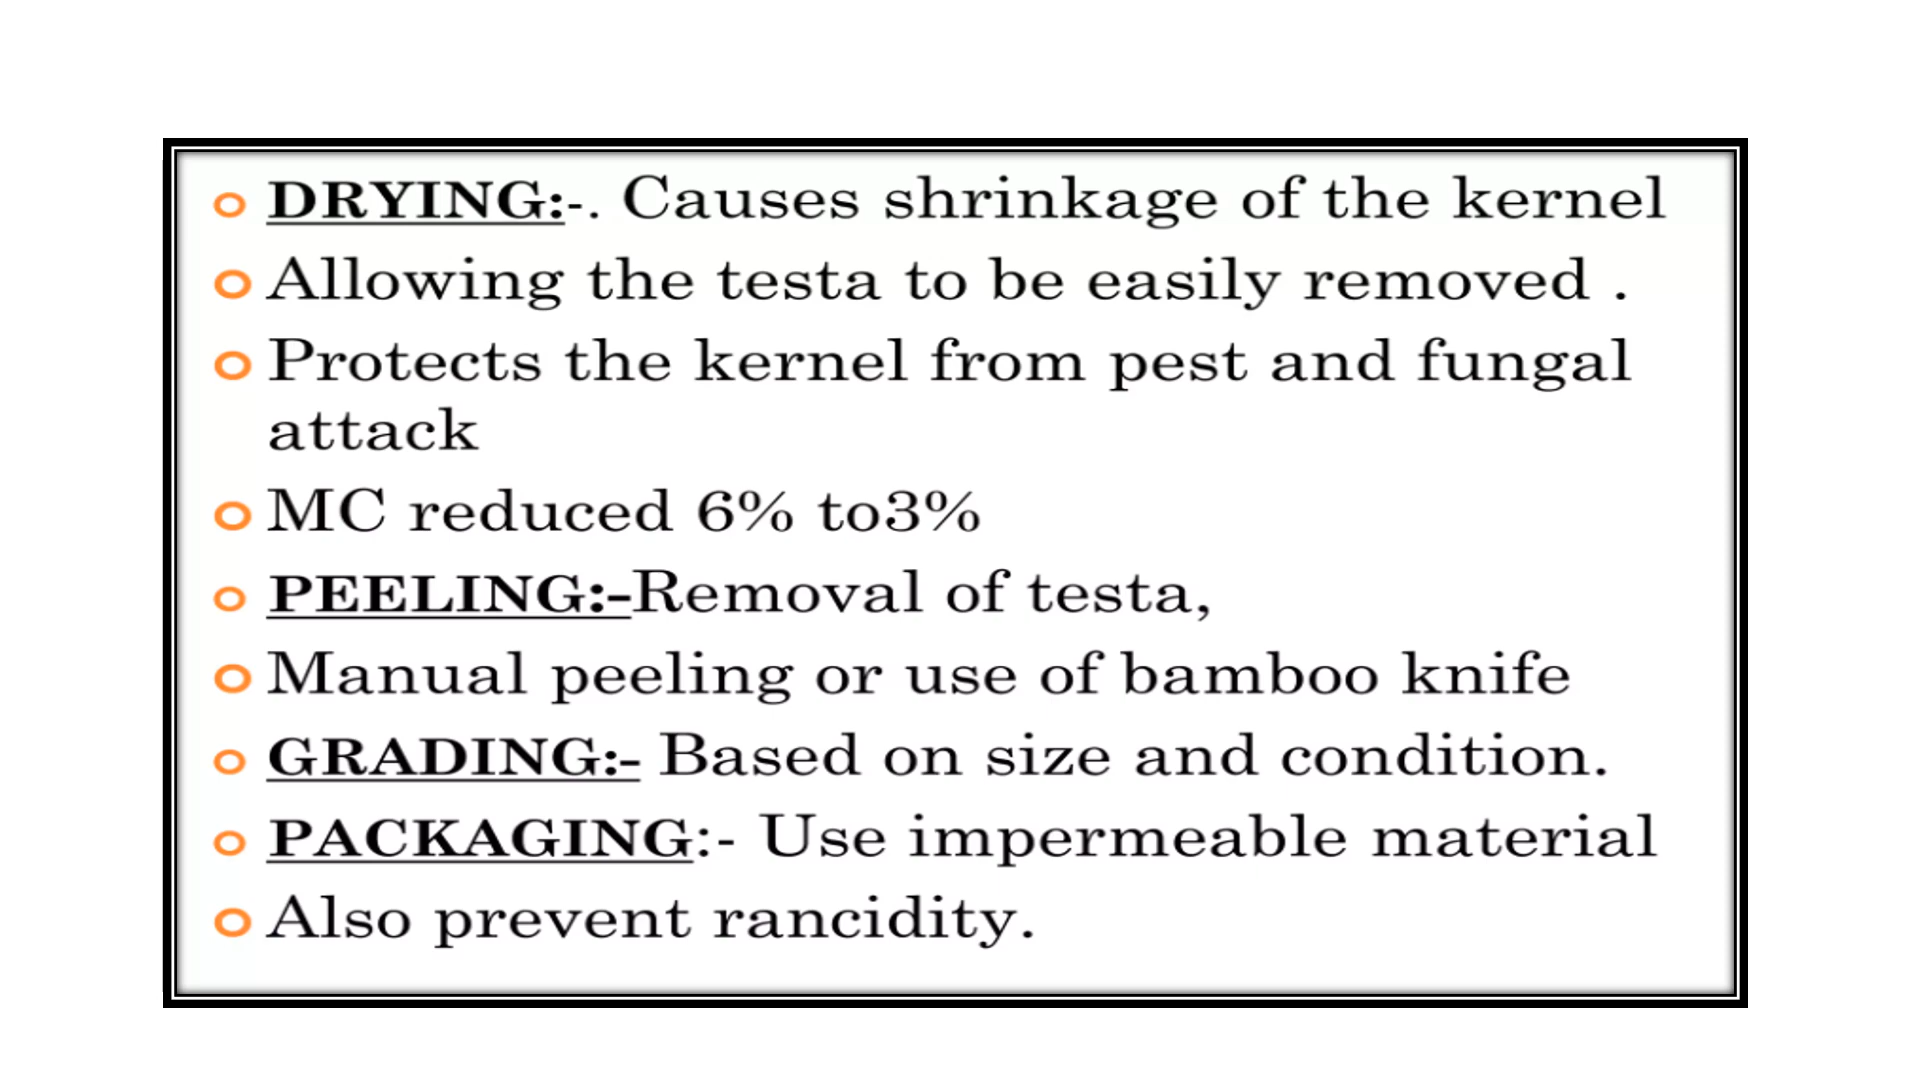 DRYING:-. Causes shrinkage of the kernel
Allowing the testa to be easily removed .
Protects the kernel from pest and fungal
attack
MC reduced 6% to3%
PEELING:-Removal of testa,
Manual peeling or use of bamboo knife
GRADING:- Based on size and condition.
PACKAGING:- Use impermeable material
Also prevent rancidity.